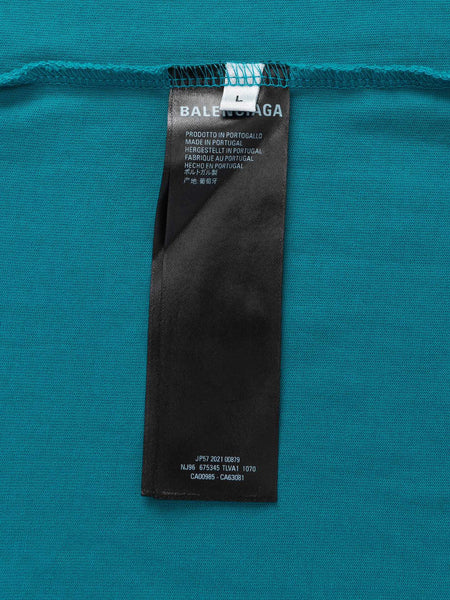 L
BALENCIAGA
PRODOTTO IN PORTOGALLO
MADE IN PORTUGAL
HERGESTELLT IN PORTUGAL
FABRIQUE AU PORTUGAL
HECHO EN PORTUGAL
ポルトガル製
产地: 葡萄牙
JP57 2021 00879
NJ96 675345 TLVA1 1070
CA00985 - CA63081